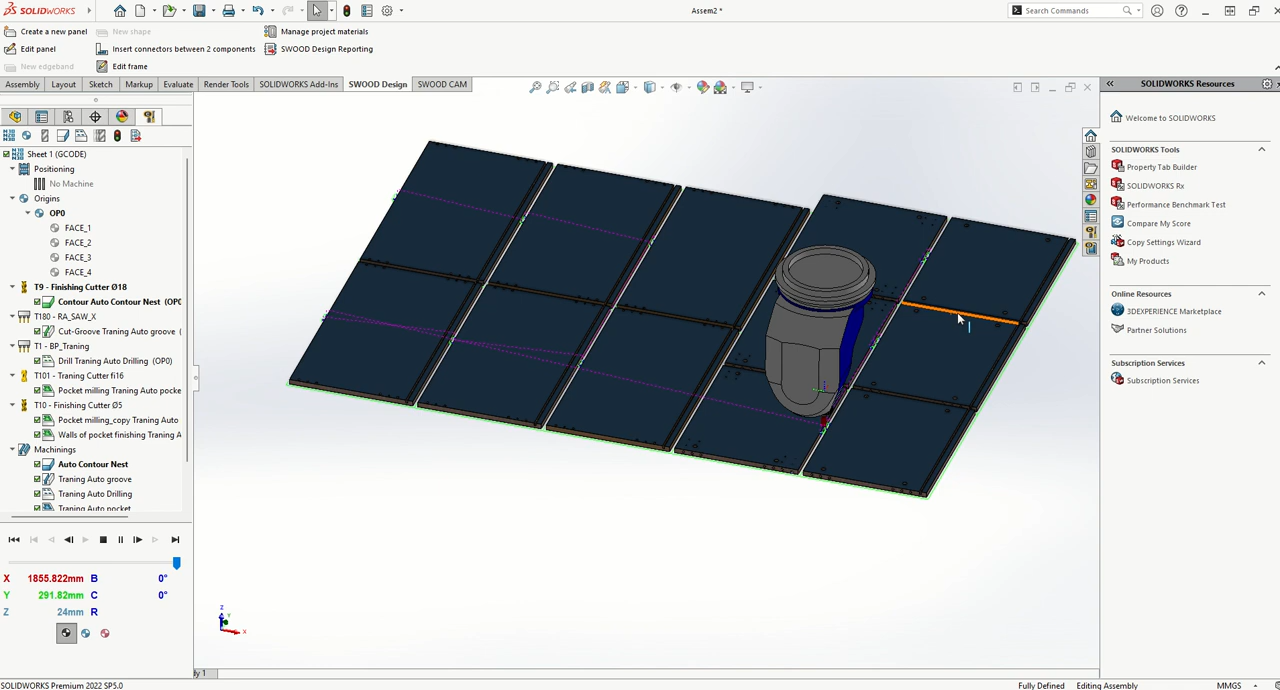 SOLIDWORKS
Assem2 *
Search Commands
Create a new panel
New shape
Manage project materials
Edit panel
Insert connectors between 2 components
SWOOD Design Reporting
New edgeband
Edit frame
Assembly
Layout
Sketch
Markup
Evaluate
Render Tools
SOLIDWORKS Add-Ins
SWOOD Design
SWOOD CAM
SOLIDWORKS Resources
Sheet 1 (GCODE)
Positioning
No Machine
Origins
OP0
FACE_1
FACE_2
FACE_3
FACE_4
T9 - Finishing Cutter Ø18
Contour Auto Contour Nest (OP0
T180 - RA_SAW_X
Cut-Groove Traning Auto groove (
T1 - BP_Traning
Drill Traning Auto Drilling (OP0)
T101 - Traning Cutter fi16
Pocket milling Traning Auto pocke
T10 - Finishing Cutter Ø5
Pocket milling_copy Traning Auto
Walls of pocket finishing Traning A
Machinings
Auto Contour Nest
Traning Auto groove
Traning Auto Drilling
Traning Auto pocket
X 1855.822mm B 0°
Y 291.82mm C 0°
Z 24mm R
Z
Y
X
Welcome to SOLIDWORKS
SOLIDWORKS Tools
Property Tab Builder
SOLIDWORKS Rx
Performance Benchmark Test
Compare My Score
Copy Settings Wizard
My Products
Online Resources
3DEXPERIENCE Marketplace
Partner Solutions
Subscription Services
Subscription Services
dy 1
SOLIDWORKS Premium 2022 SP5.0
Fully Defined
Editing Assembly
MMGS